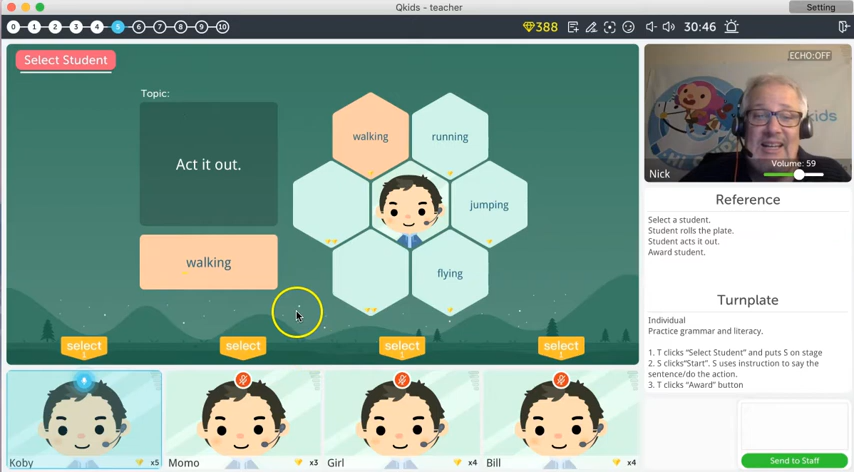 Qkids - teacher
Setting
0 1 2 3 4 5 6 7 8 9 10
388
30:46
Select Student
Topic:
Act it out.
walking
walking
running
jumping
flying
select
select
select
select
Koby
x5
Momo
x3
Girl
x4
Bill
x4
ECHO:OFF
kids
Nick
Volume: 59
Reference
Select a student.
Student rolls the plate.
Student acts it out.
Award student.
Turnplate
Individual
Practice grammar and literacy.
1. T clicks "Select Student" and puts S on stage
2. S clicks"Start". S uses instruction to say the
sentence/do the action.
3. T clicks "Award" button
Send to Staff